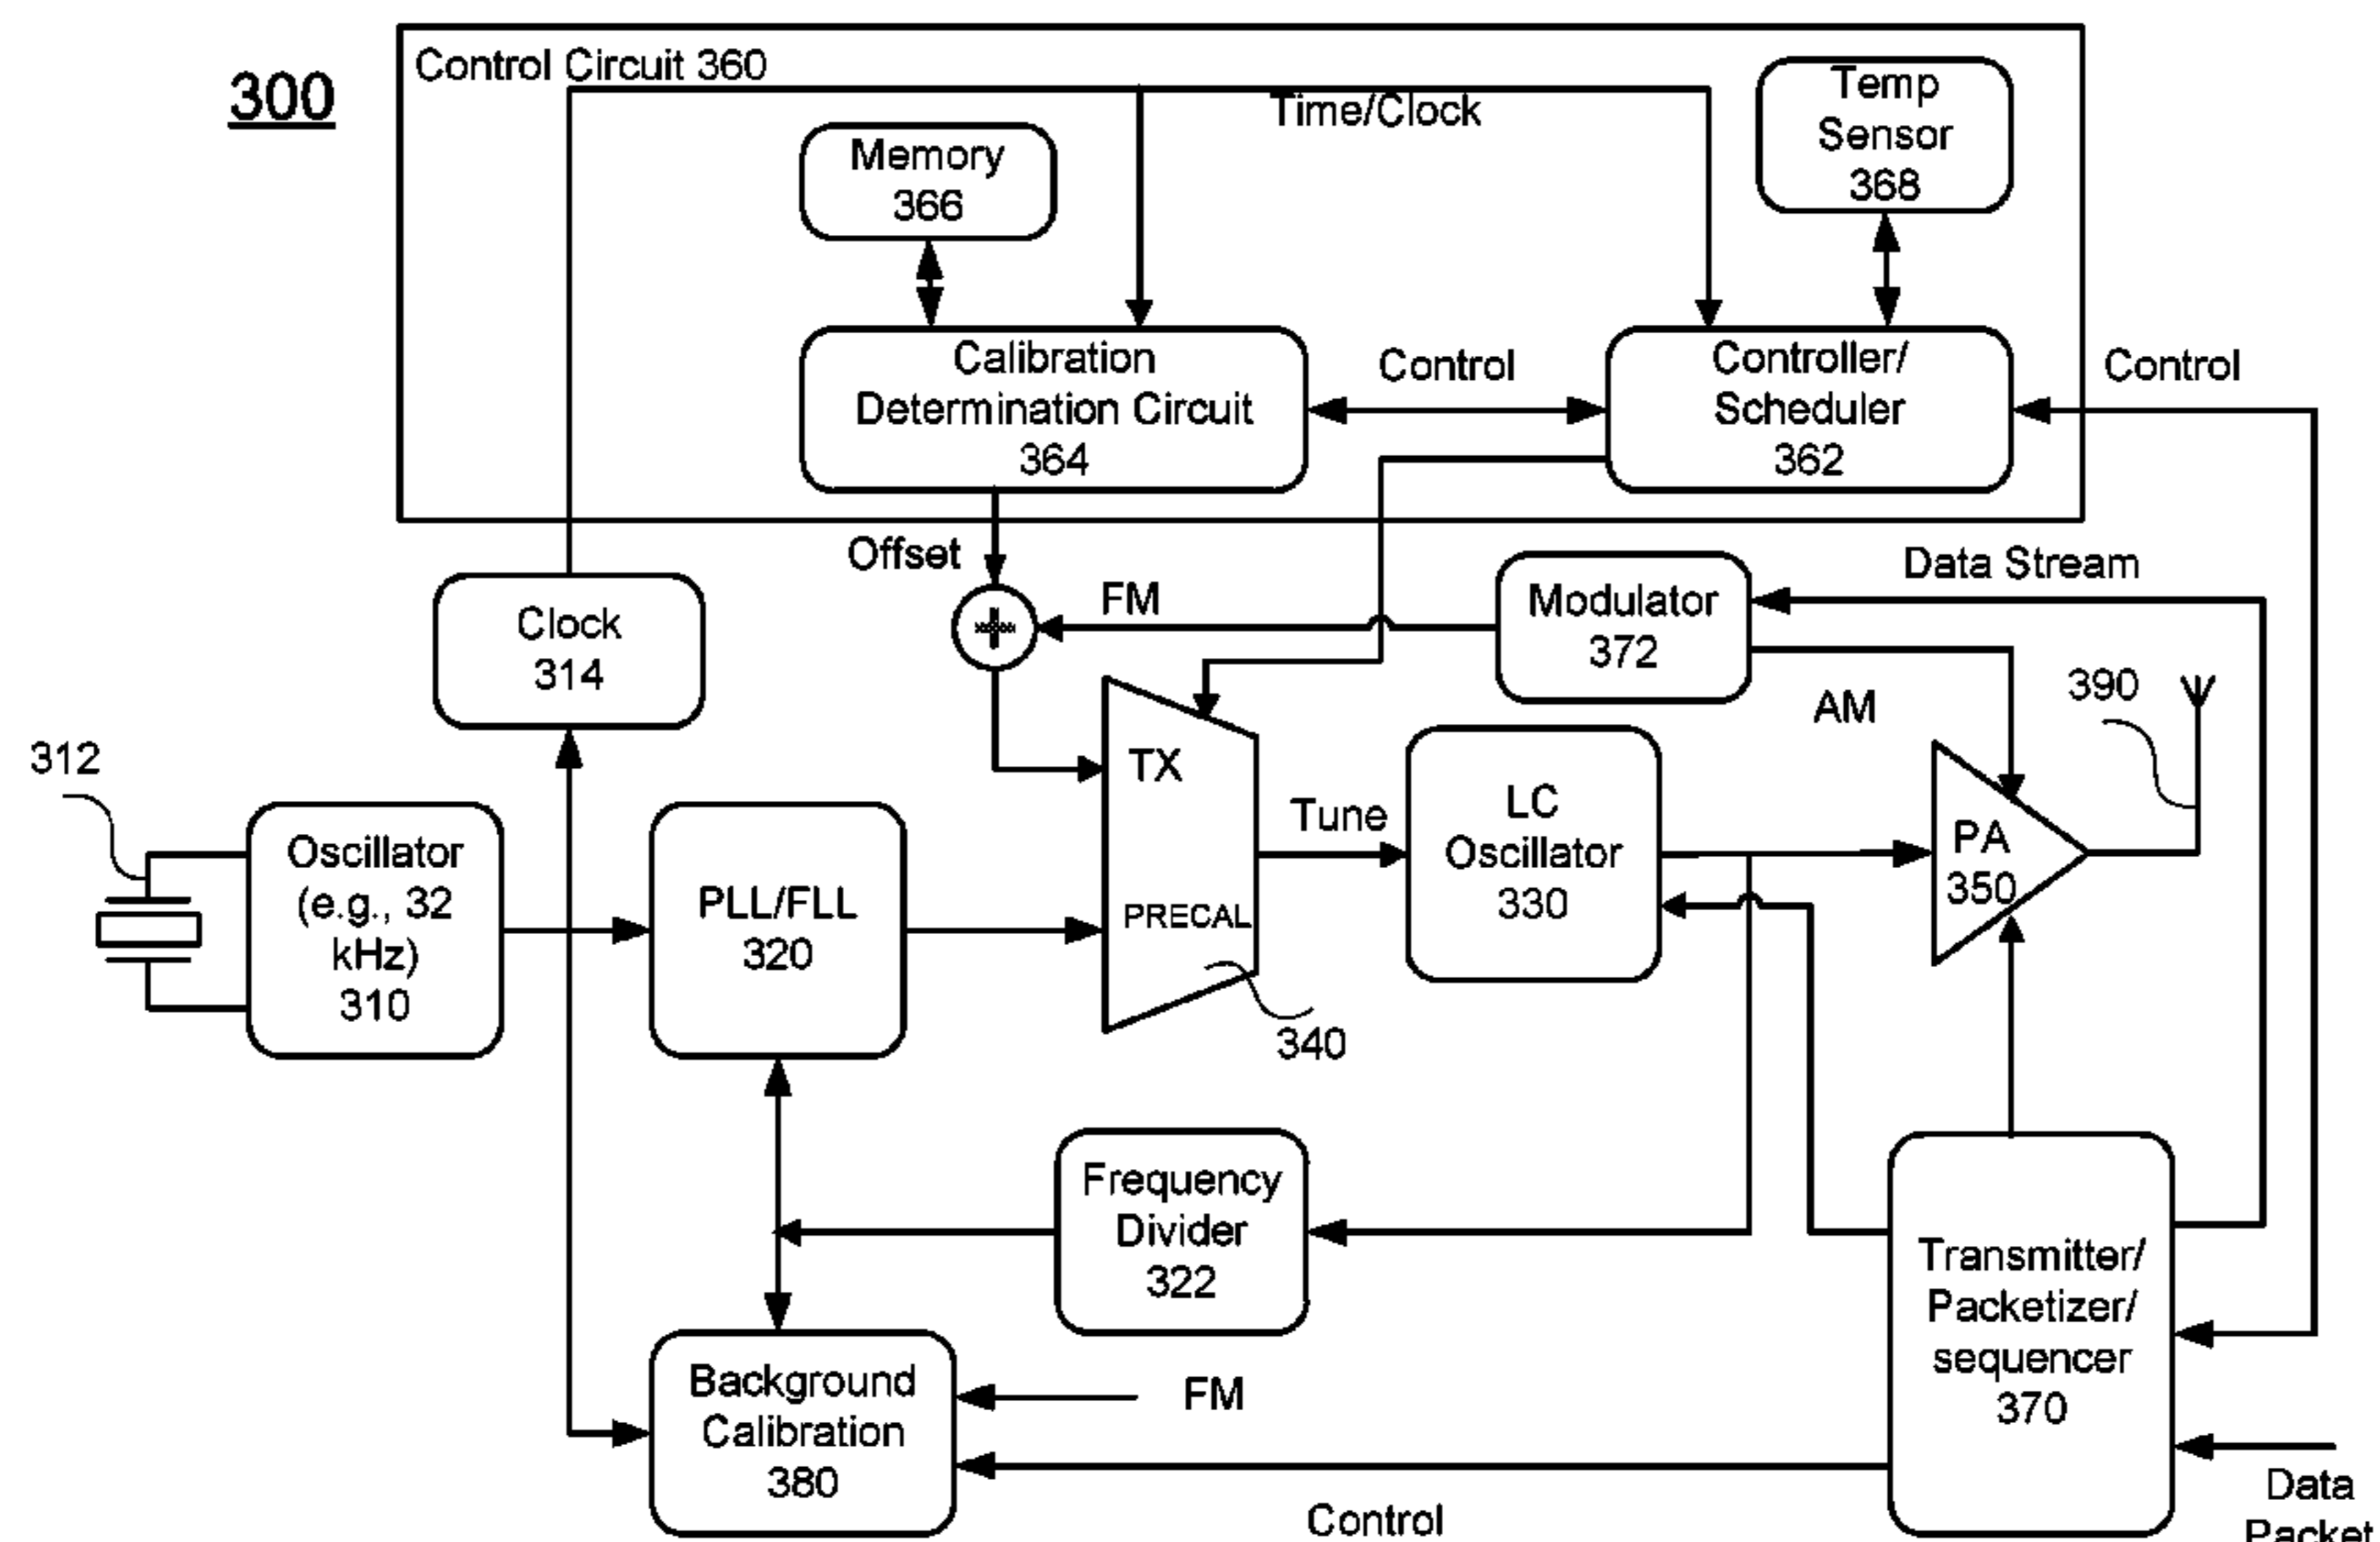 300
Control Circuit 360
Time/Clock
Temp
Sensor
368
Memory
366
Calibration
Determination Circuit
364
Control
Controller/
Scheduler
362
Control
Offset
FM
Modulator
372
Data Stream
Clock
314
AM
390
312
Oscillator
(e.g., 32
kHz)
310
PLL/FLL
320
TX
PRECAL
340
Tune
LC
Oscillator
330
PA
350
Frequency
Divider
322
Transmitter/
Packetizer/
sequencer
370
Background
Calibration
380
FM
Control
Data
Packet